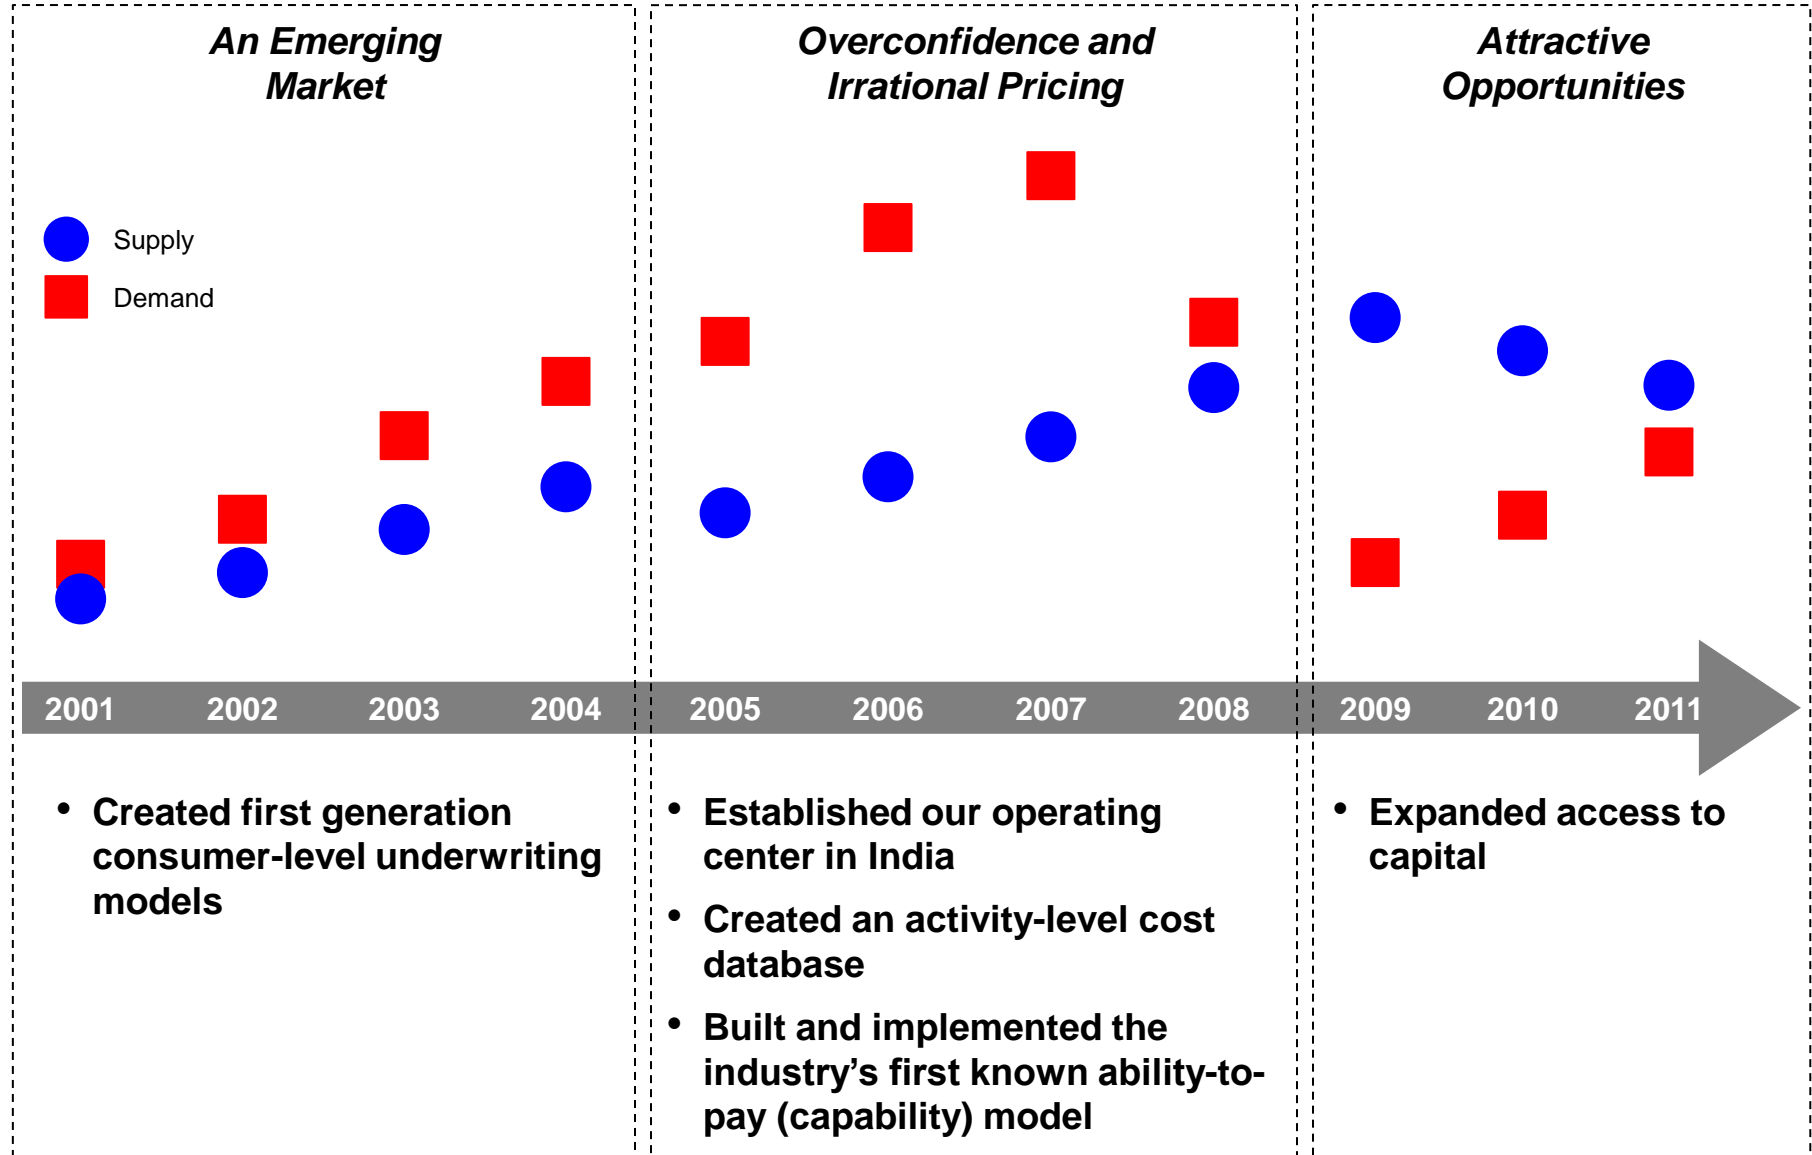 An Emerging
Market
Overconfidence and
Irrational Pricing
Attractive
Opportunities
Supply
Demand
2001 2002 2003 2004 2005 2006 2007 2008 2009 2010 2011
• Created first generation
consumer-level underwriting
models
• Established our operating
center in India
• Created an activity-level cost
database
• Built and implemented the
industry’s first known ability-to-
pay (capability) model
• Expanded access to
capital